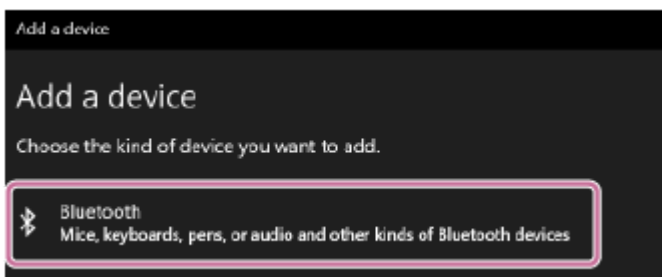 Add a device
Add a device
Choose the kind of device you want to add.
Bluetooth
Mice, keyboards, pens, or audio and other kinds of Bluetooth devices